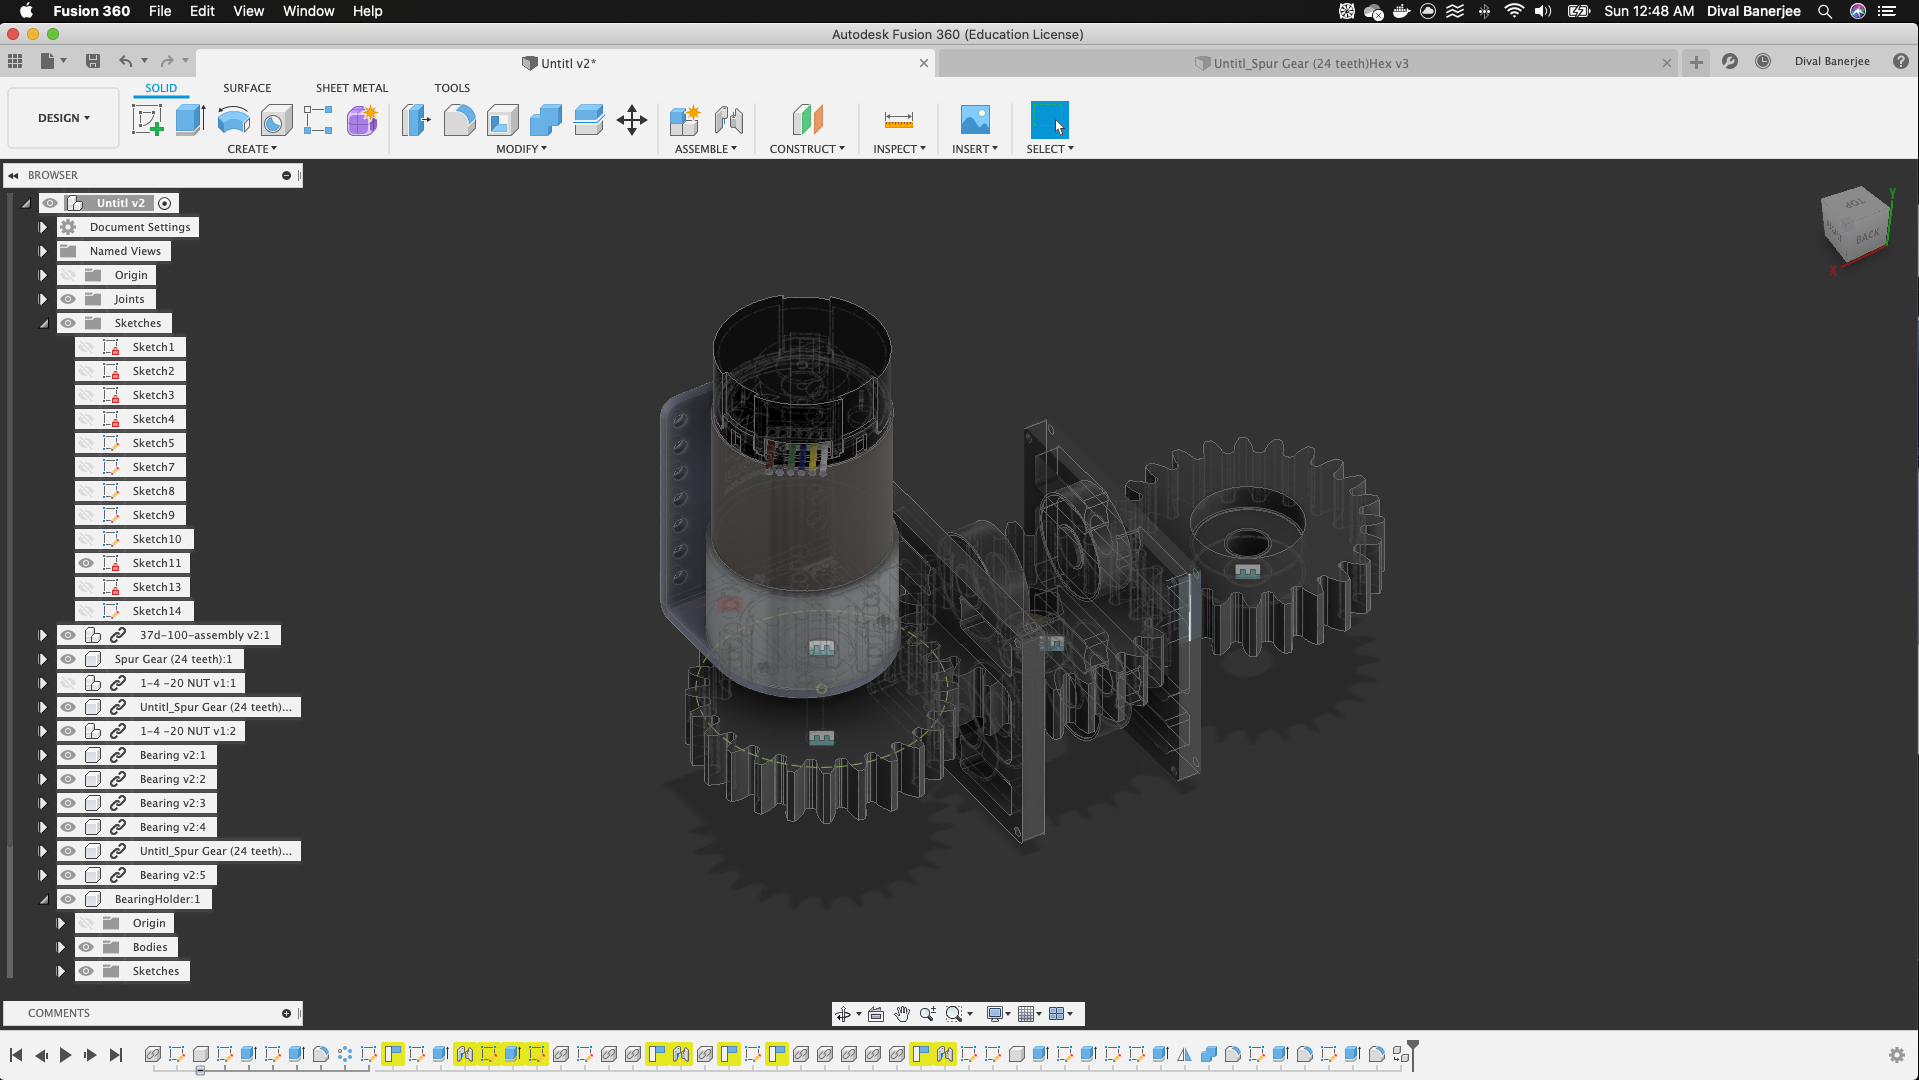 Fusion 360 File Edit View Window Help
Sun 12:48 AM Dival Banerjee
Autodesk Fusion 360 (Education License)
Untitl v2*
Untitl_Spur Gear (24 teeth)Hex v3
Dival Banerjee
SOLID SURFACE SHEET METAL TOOLS
DESIGN
CREATE MODIFY ASSEMBLE CONSTRUCT INSPECT INSERT SELECT
BROWSER
Untitl v2
Document Settings
Named Views
Origin
Joints
Sketches
Sketch1
Sketch2
Sketch3
Sketch4
Sketch5
Sketch7
Sketch8
Sketch9
Sketch10
Sketch11
Sketch13
Sketch14
37d-100-assembly v2:1
Spur Gear (24 teeth):1
1-4 -20 NUT v1:1
Untitl_Spur Gear (24 teeth)...
1-4 -20 NUT v1:2
Bearing v2:1
Bearing v2:2
Bearing v2:3
Bearing v2:4
Untitl_Spur Gear (24 teeth)...
Bearing v2:5
BearingHolder:1
Origin
Bodies
Sketches
COMMENTS
TOP
BACK
Y
X